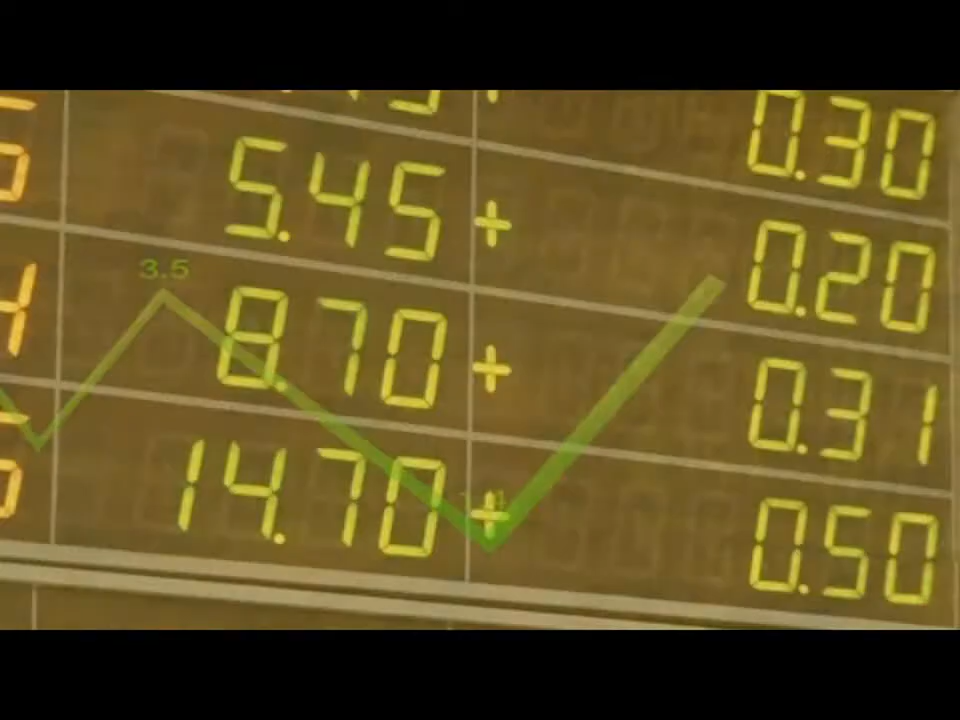 0.30
5.45 + 0.20
3.5
8.70 + 0.31
14.70 + 0.50